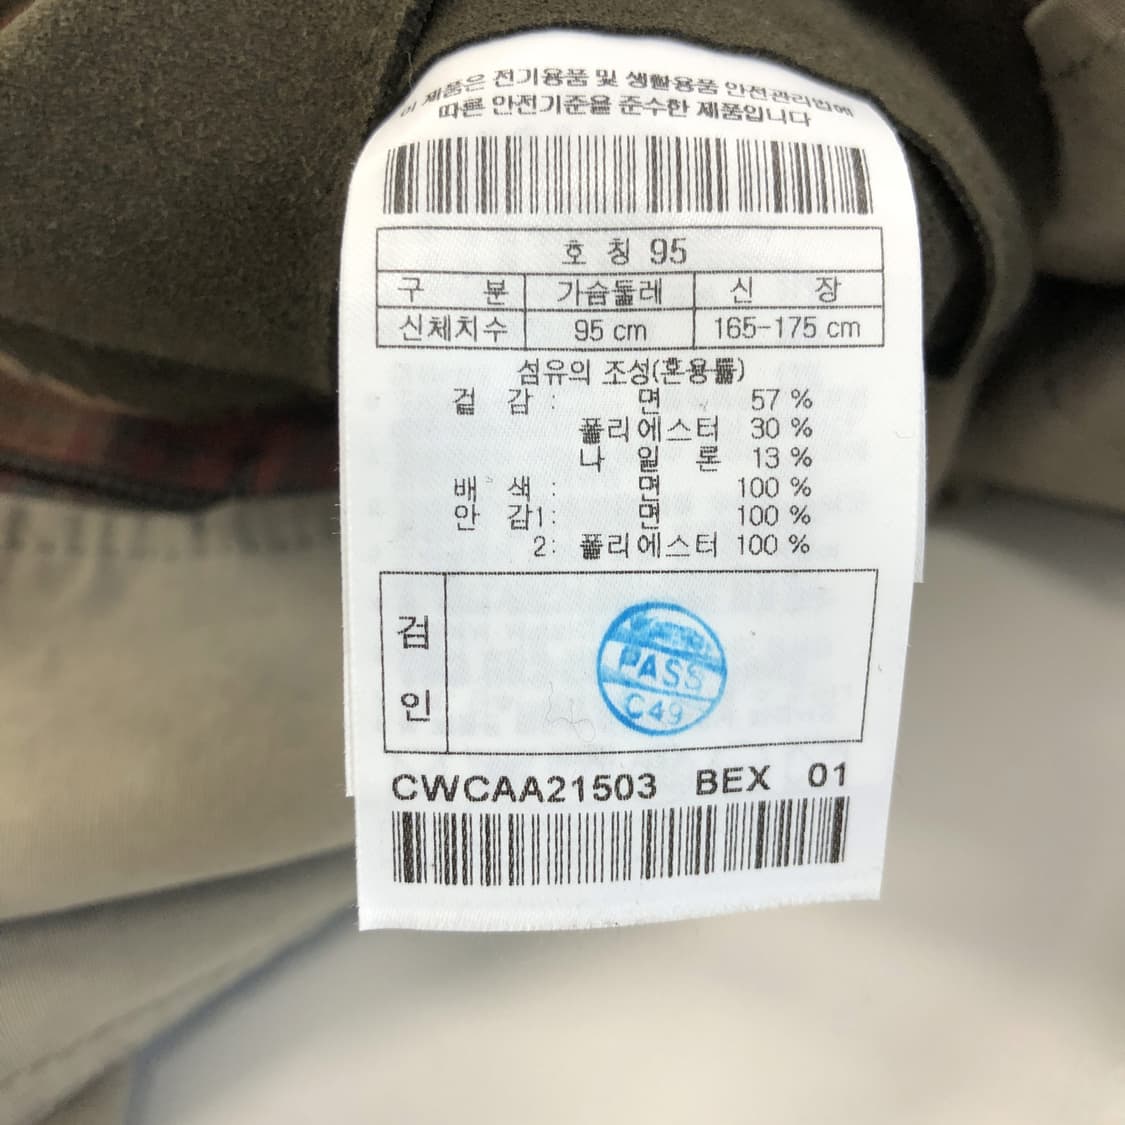 이 제품은 전기용품 및 생활용품 안전관리법에
따른 안전기준을 준수한 제품입니다
호 칭 95
구 분 가슴둘레 신 장
신체치수 95 cm 165-175 cm
섬유의 조성(혼용률)
겉 감 : 면 57 %
폴리에스터 30 %
나 일 론 13 %
배 색 : 면 100 %
안 감1: 면 100 %
2: 폴리에스터 100 %
검
인
PASS
C49
CWCAA21503 BEX 01